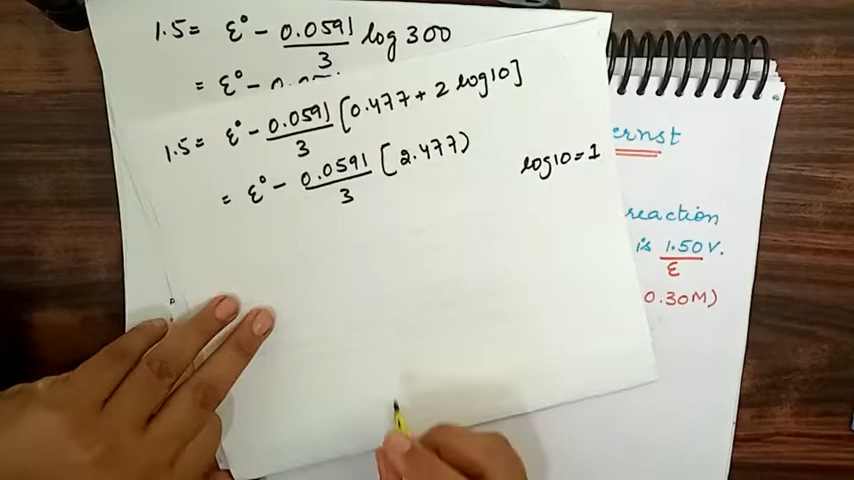 1.5 = ε° - 0.0591/3 log 300
= ε° -
1.5 = ε° - 0.0591/3 [0.477 + 2 log10]
= ε° - 0.0591/3 [2.477)
log10 = 1
ernst
reaction
is 1.50 V.
ε
0.30M)